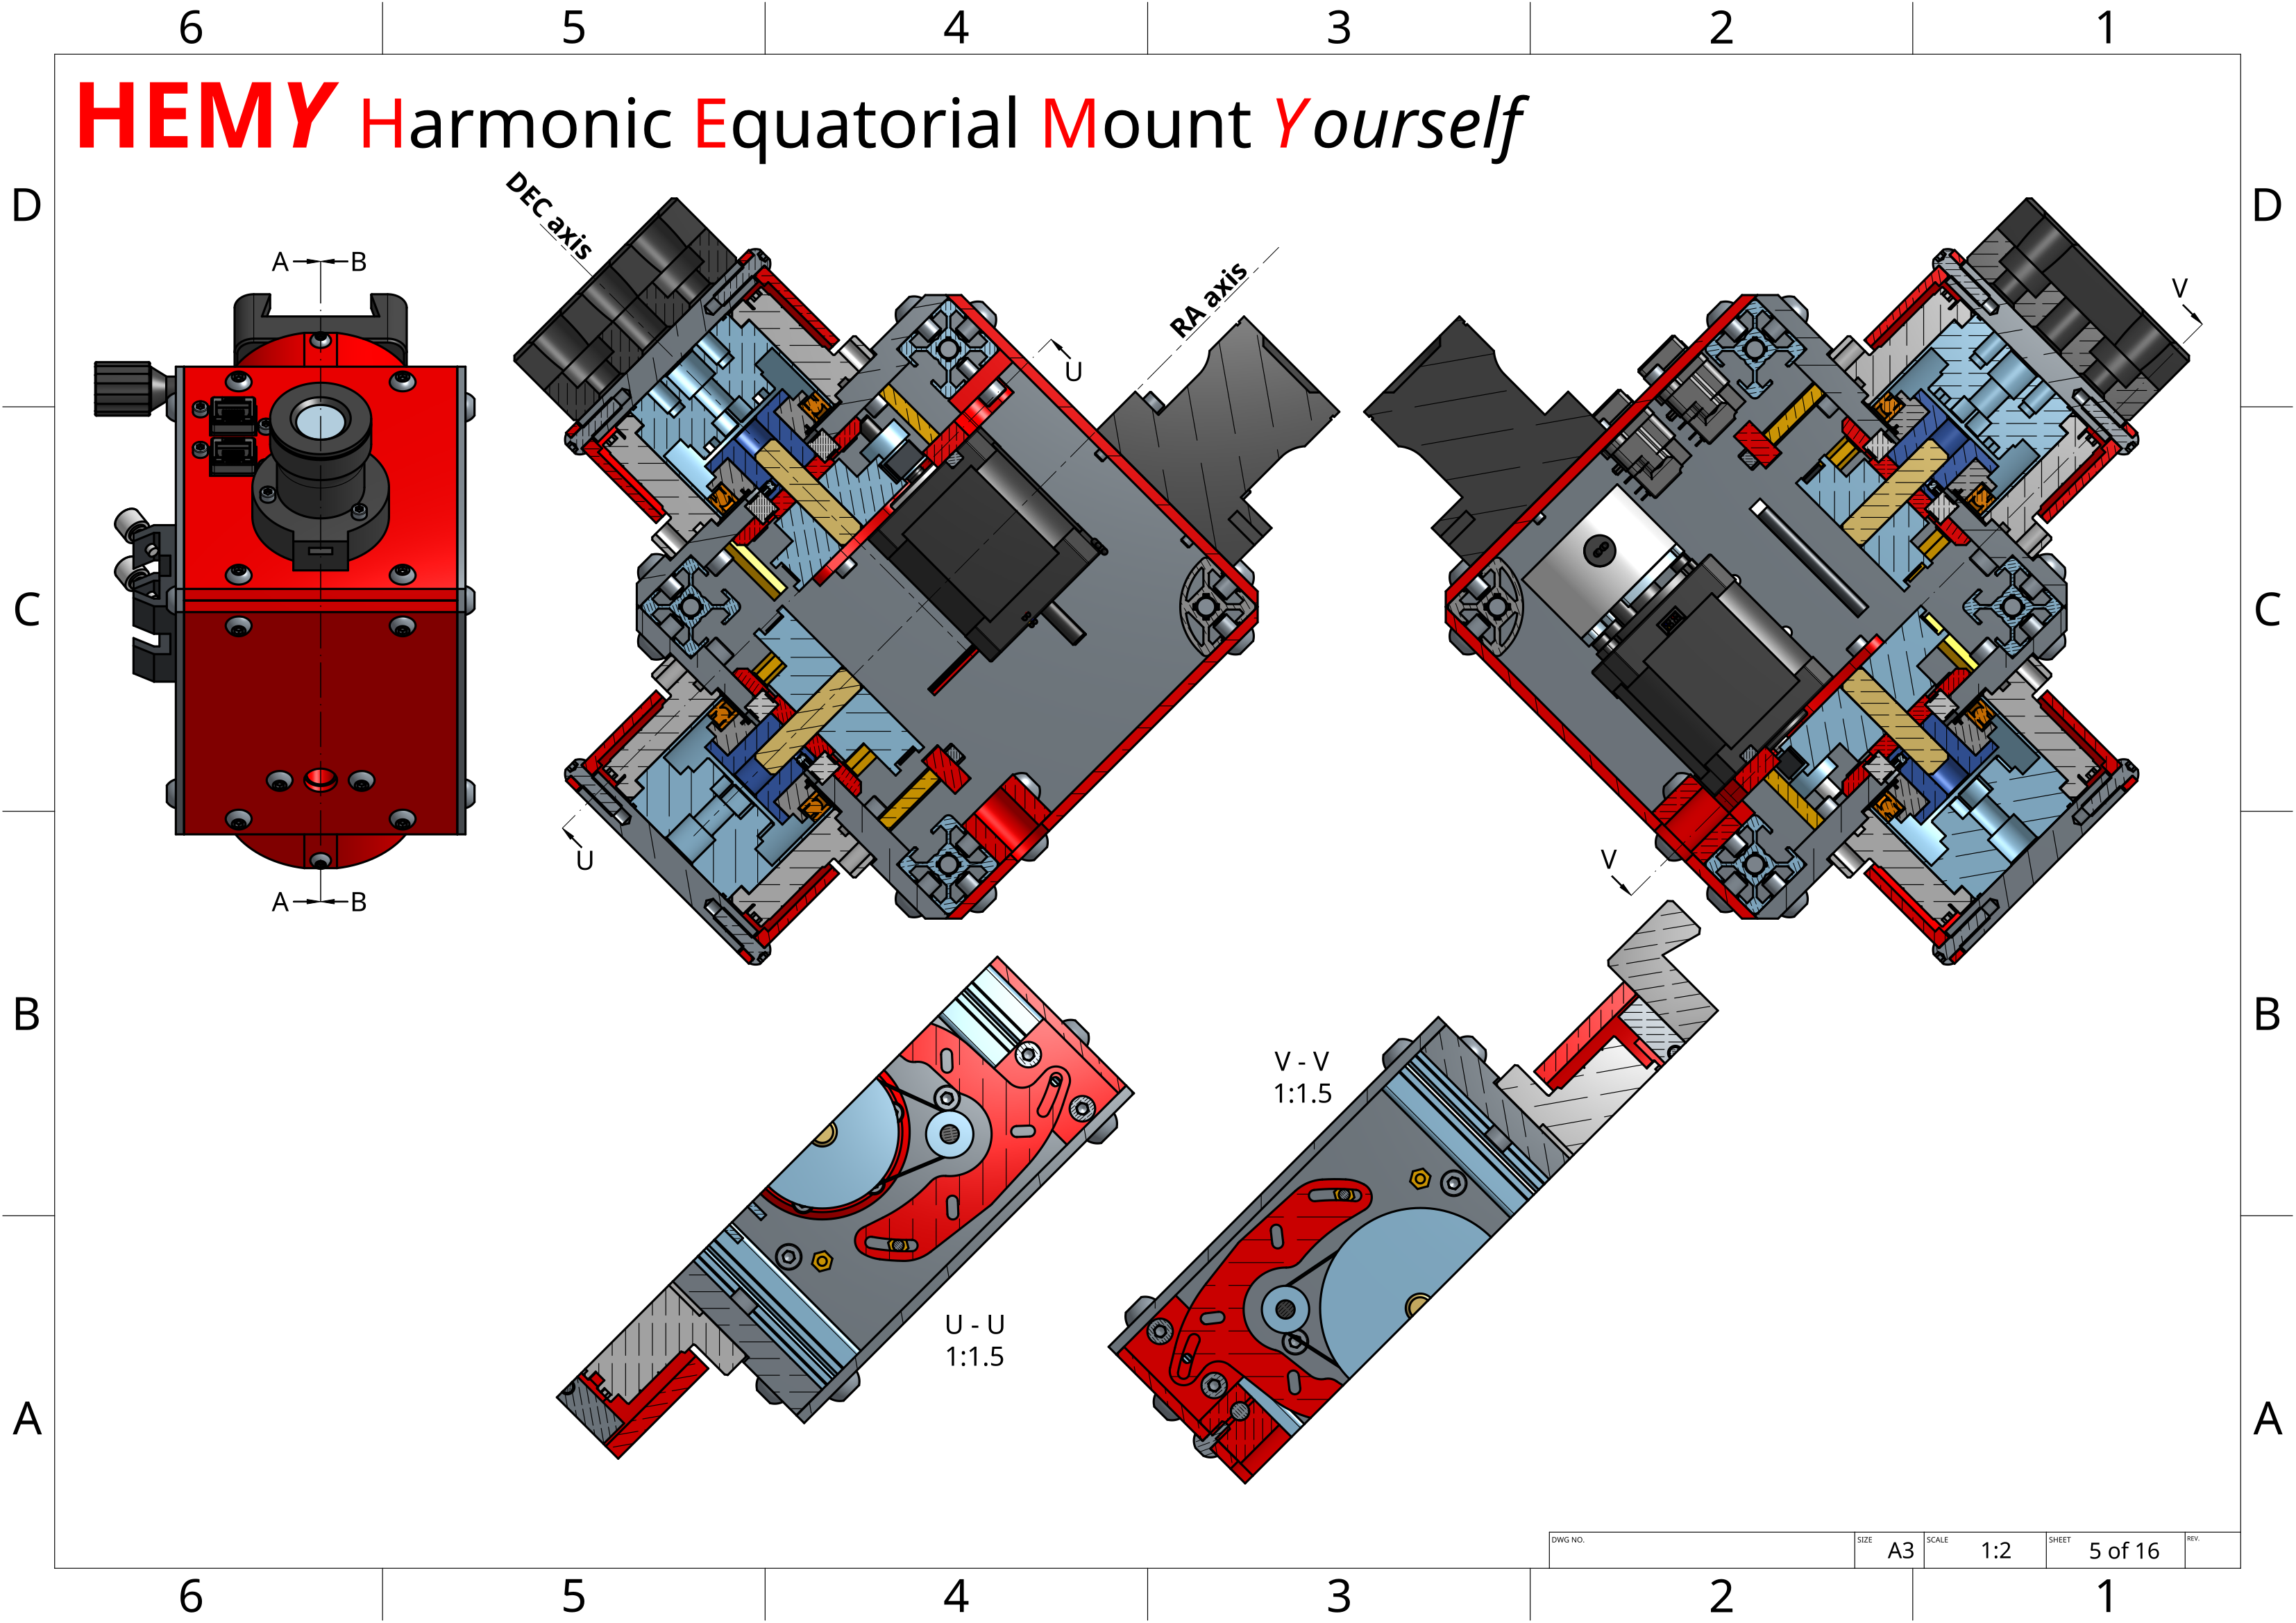 6 5 4 3 2 1
HEMY Harmonic Equatorial Mount Yourself
D
D
DEC axis
RA axis
A B
U
V
C
C
U
V
A B
B
B
V - V
1:1.5
U - U
1:1.5
A
A
DWG NO.
SIZE
A3
SCALE
1:2
SHEET
5 of 16
REV.
6 5 4 3 2 1